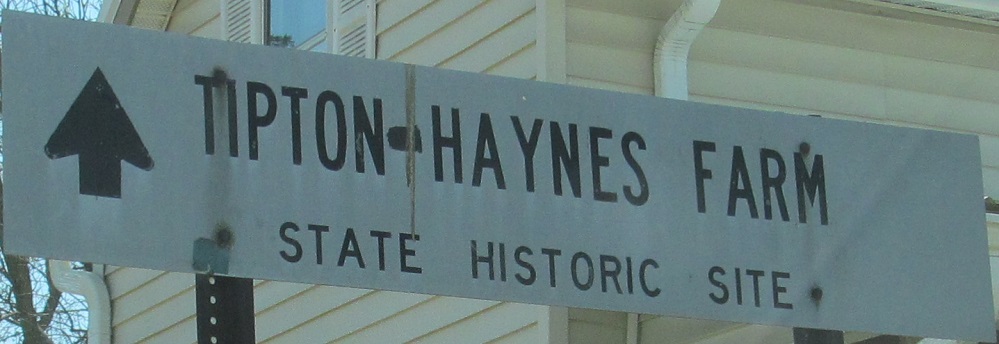 TIPTON-HAYNES FARM
STATE HISTORIC SITE